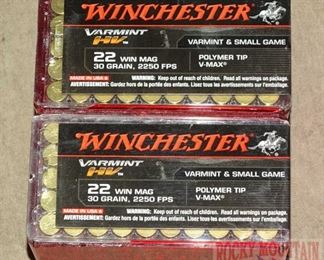 WINCHESTER
VARMINT HV
VARMINT & SMALL GAME
22 WIN MAG
30 GRAIN, 2250 FPS
POLYMER TIP
V-MAX®
MADE IN USA
WARNING: Keep out of reach of children. Read all warnings on package.
AVERTISSEMENT: Gardez hors de la portée des enfants. Lisez tous les avertissements sur l'emballage.
WINCHESTER
VARMINT HV
VARMINT & SMALL GAME
22 WIN MAG
30 GRAIN, 2250 FPS
POLYMER TIP
V-MAX®
MADE IN USA
WARNING: Keep out of reach of children. Read all warnings on package.
AVERTISSEMENT: Gardez hors de la portée des enfants. Lisez tous les avertissements sur l'emballage.
ROCKY MOUNTAIN